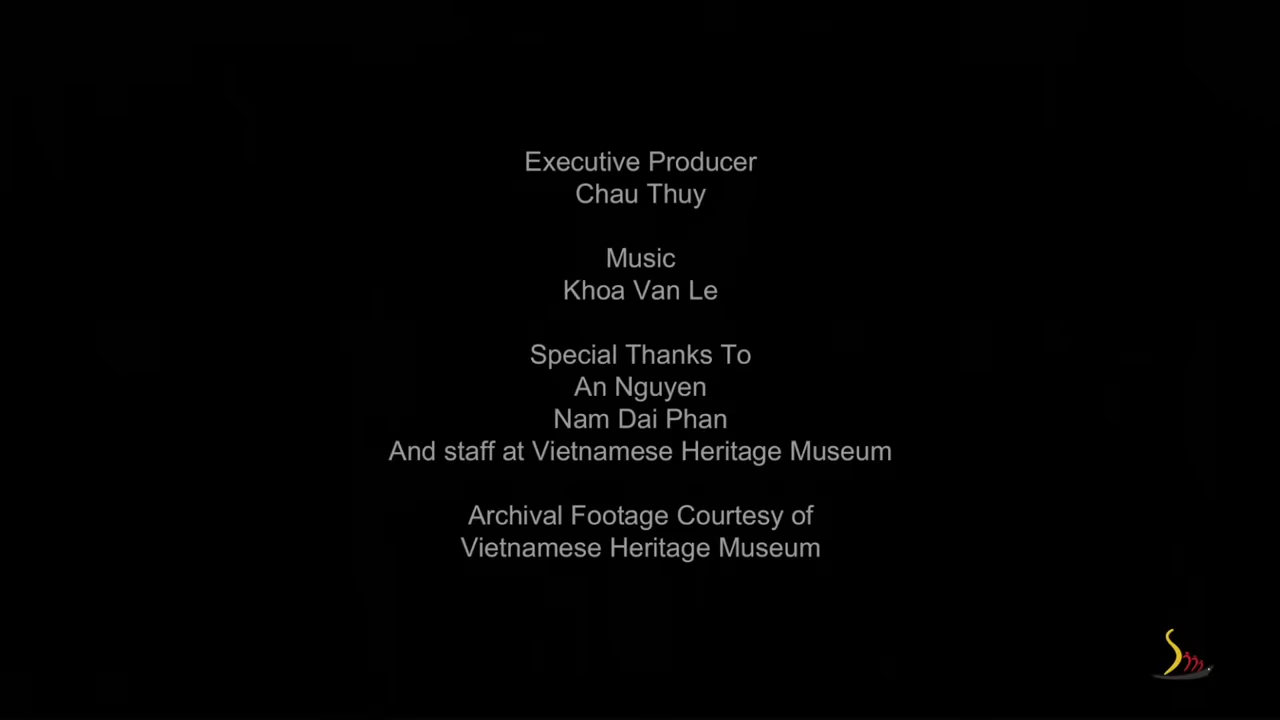 Executive Producer
Chau Thuy
Music
Khoa Van Le
Special Thanks To
An Nguyen
Nam Dai Phan
And staff at Vietnamese Heritage Museum
Archival Footage Courtesy of
Vietnamese Heritage Museum